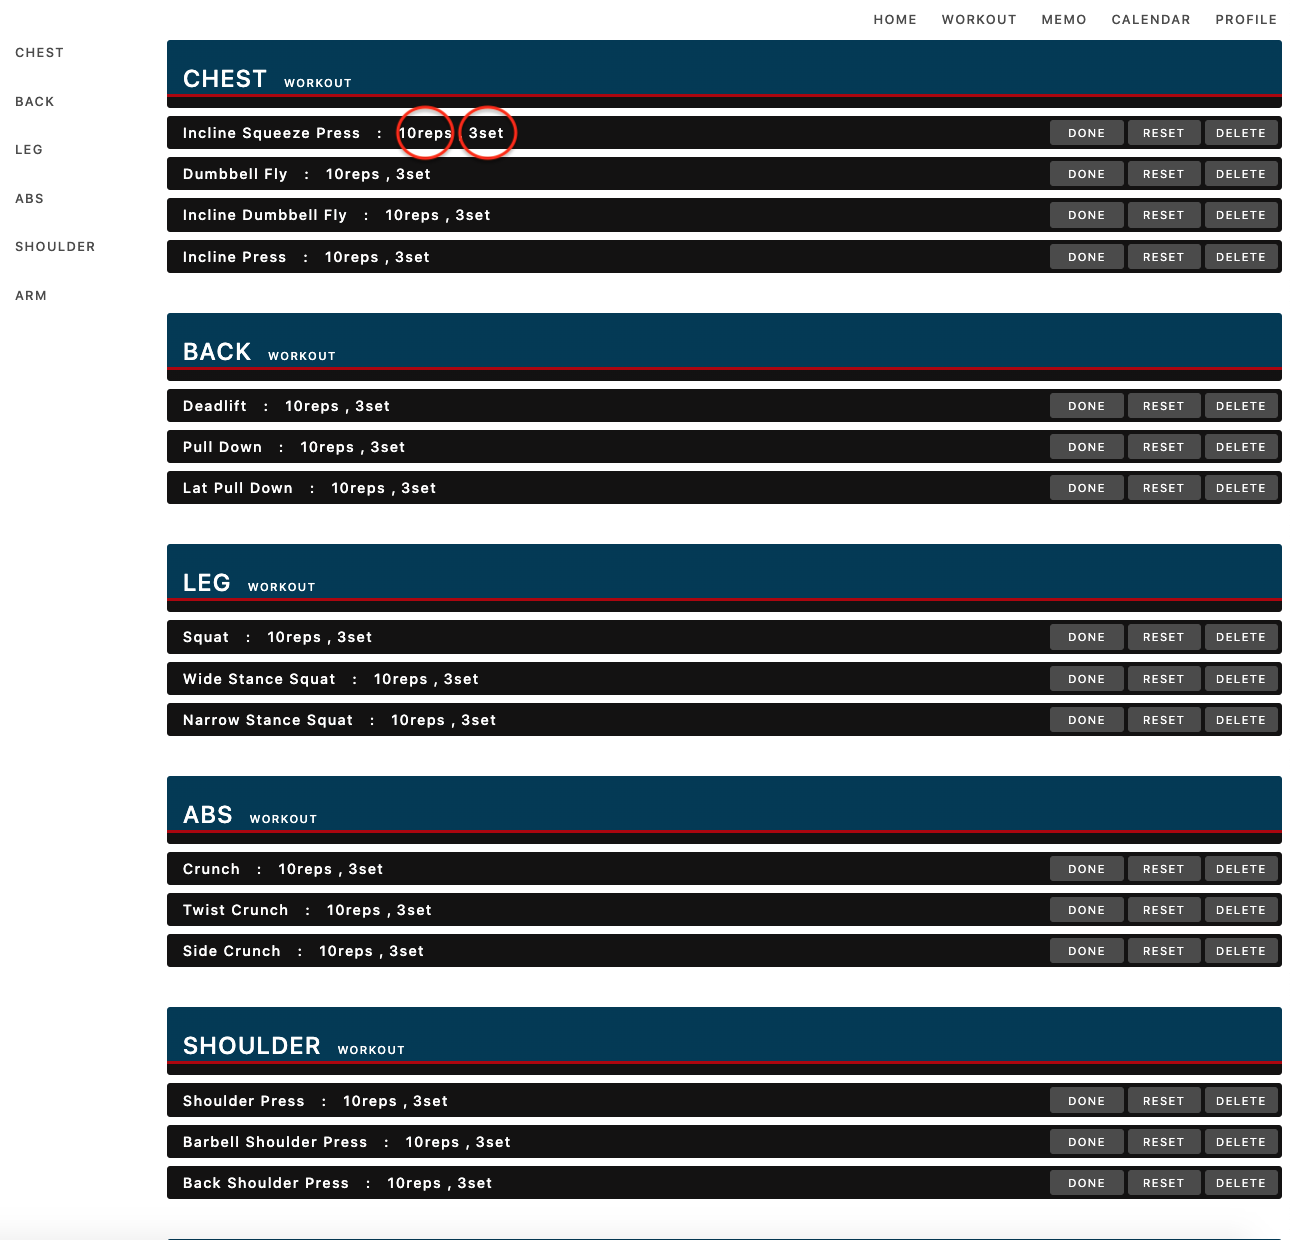 HOME WORKOUT MEMO CALENDAR PROFILE
CHEST
BACK
LEG
ABS
SHOULDER
ARM
CHEST WORKOUT
Incline Squeeze Press : 10reps , 3set DONE RESET DELETE
Dumbbell Fly : 10reps , 3set DONE RESET DELETE
Incline Dumbbell Fly : 10reps , 3set DONE RESET DELETE
Incline Press : 10reps , 3set DONE RESET DELETE
BACK WORKOUT
Deadlift : 10reps , 3set DONE RESET DELETE
Pull Down : 10reps , 3set DONE RESET DELETE
Lat Pull Down : 10reps , 3set DONE RESET DELETE
LEG WORKOUT
Squat : 10reps , 3set DONE RESET DELETE
Wide Stance Squat : 10reps , 3set DONE RESET DELETE
Narrow Stance Squat : 10reps , 3set DONE RESET DELETE
ABS WORKOUT
Crunch : 10reps , 3set DONE RESET DELETE
Twist Crunch : 10reps , 3set DONE RESET DELETE
Side Crunch : 10reps , 3set DONE RESET DELETE
SHOULDER WORKOUT
Shoulder Press : 10reps , 3set DONE RESET DELETE
Barbell Shoulder Press : 10reps , 3set DONE RESET DELETE
Back Shoulder Press : 10reps , 3set DONE RESET DELETE